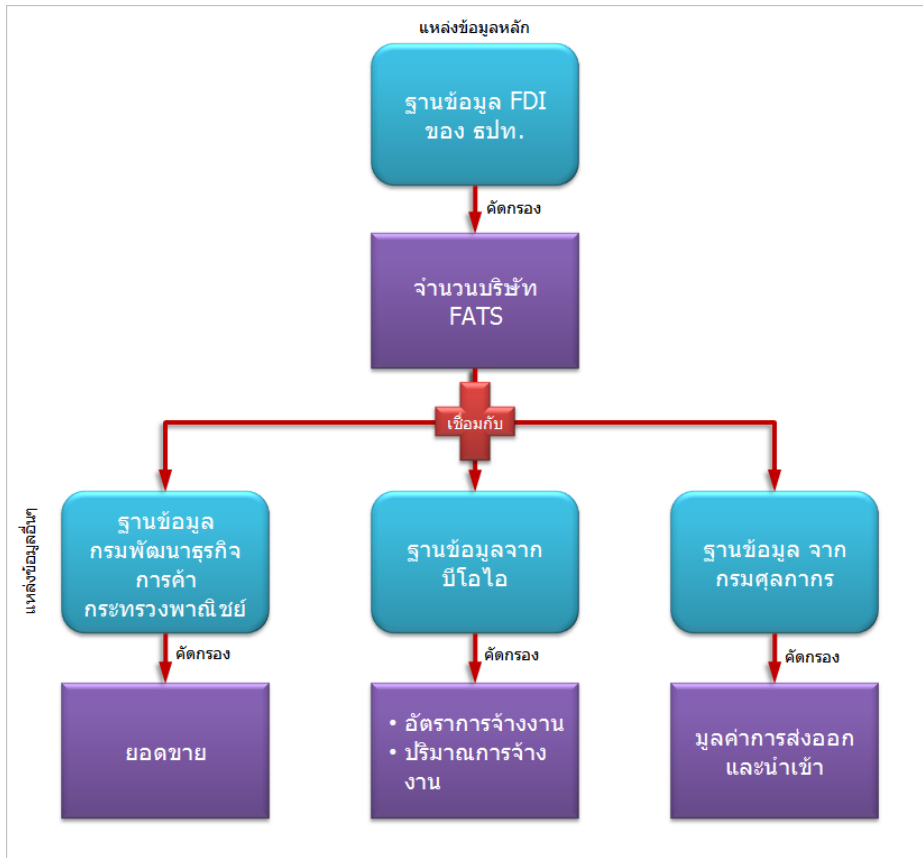 แหล่งข้อมูลหลัก
ฐานข้อมูล FDI
ของ ธปท.
คัดกรอง
จำนวนบริษัท
FATS
เชื่อมกับ
แหล่งข้อมูลอื่นๆ
ฐานข้อมูล
กรมพัฒนาธุรกิจ
การค้า
กระทรวงพาณิชย์
ฐานข้อมูลจาก
บีโอไอ
ฐานข้อมูล จาก
กรมศุลกากร
คัดกรอง
คัดกรอง
คัดกรอง
ยอดขาย
• อัตราการจ้างงาน
• ปริมาณการจ้าง
งาน
มูลค่าการส่งออก
และนำเข้า